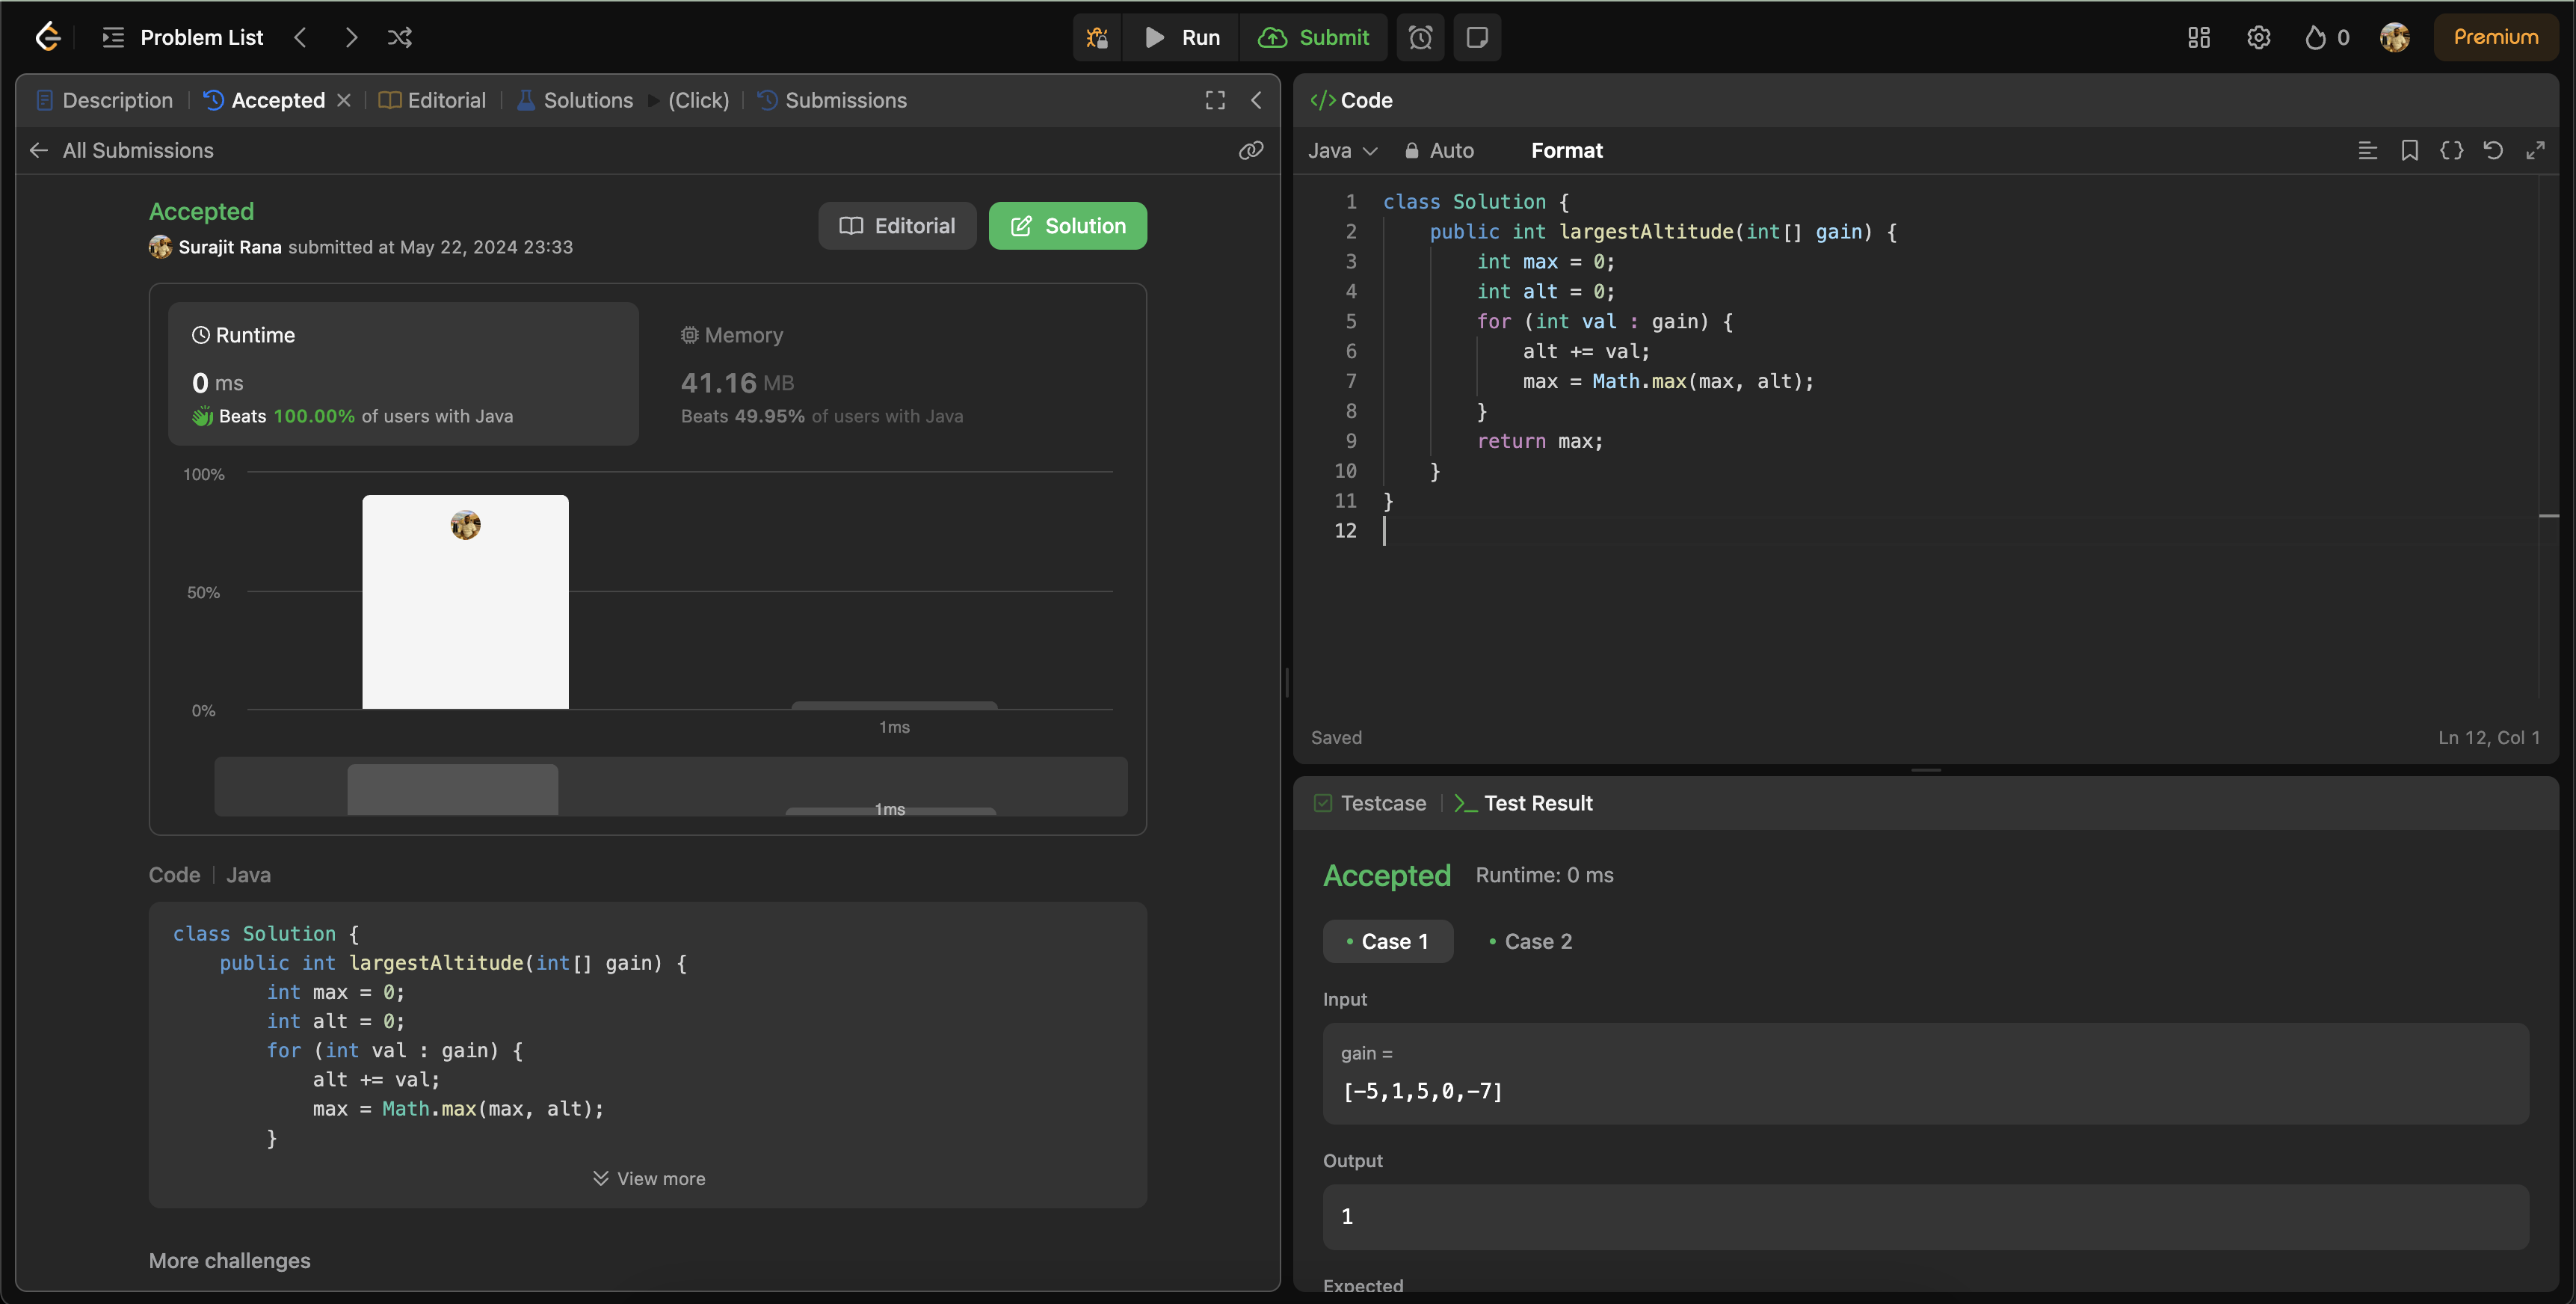 Problem List
Run
Submit
0
Premium
Description
Accepted
Editorial
Solutions
(Click)
Submissions
All Submissions
Accepted
Surajit Rana submitted at May 22, 2024 23:33
Editorial
Solution
Runtime
0 ms
Beats 100.00% of users with Java
Memory
41.16 MB
Beats 49.95% of users with Java
100%
50%
0%
1ms
1ms
Code
Java
class Solution {
    public int largestAltitude(int[] gain) {
        int max = 0;
        int alt = 0;
        for (int val : gain) {
            alt += val;
            max = Math.max(max, alt);
        }
View more
More challenges
Code
Java
Auto
Format
1 class Solution {
2     public int largestAltitude(int[] gain) {
3         int max = 0;
4         int alt = 0;
5         for (int val : gain) {
6             alt += val;
7             max = Math.max(max, alt);
8         }
9         return max;
10     }
11 }
12
Saved
Ln 12, Col 1
Testcase
Test Result
Accepted
Runtime: 0 ms
Case 1
Case 2
Input
gain =
[-5,1,5,0,-7]
Output
1
Expected